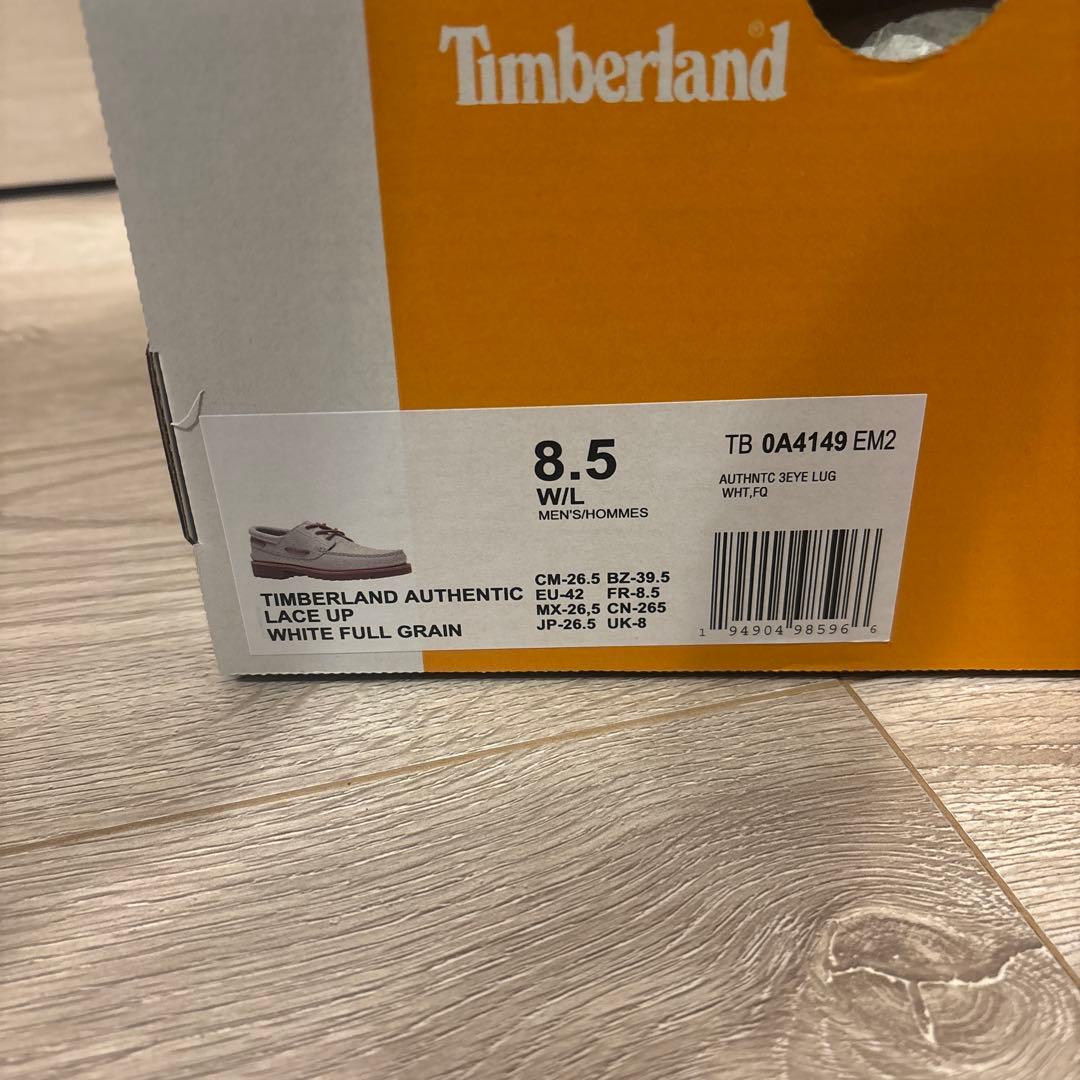 Timberland®
8.5
W/L
MEN'S/HOMMES
TB 0A4149 EM2
AUTHNTC 3EYE LUG
WHT,FQ
TIMBERLAND AUTHENTIC
LACE UP
WHITE FULL GRAIN
CM-26.5 BZ-39.5
EU-42 FR-8.5
MX-26,5 CN-265
JP-26.5 UK-8
1 94904 98596 6